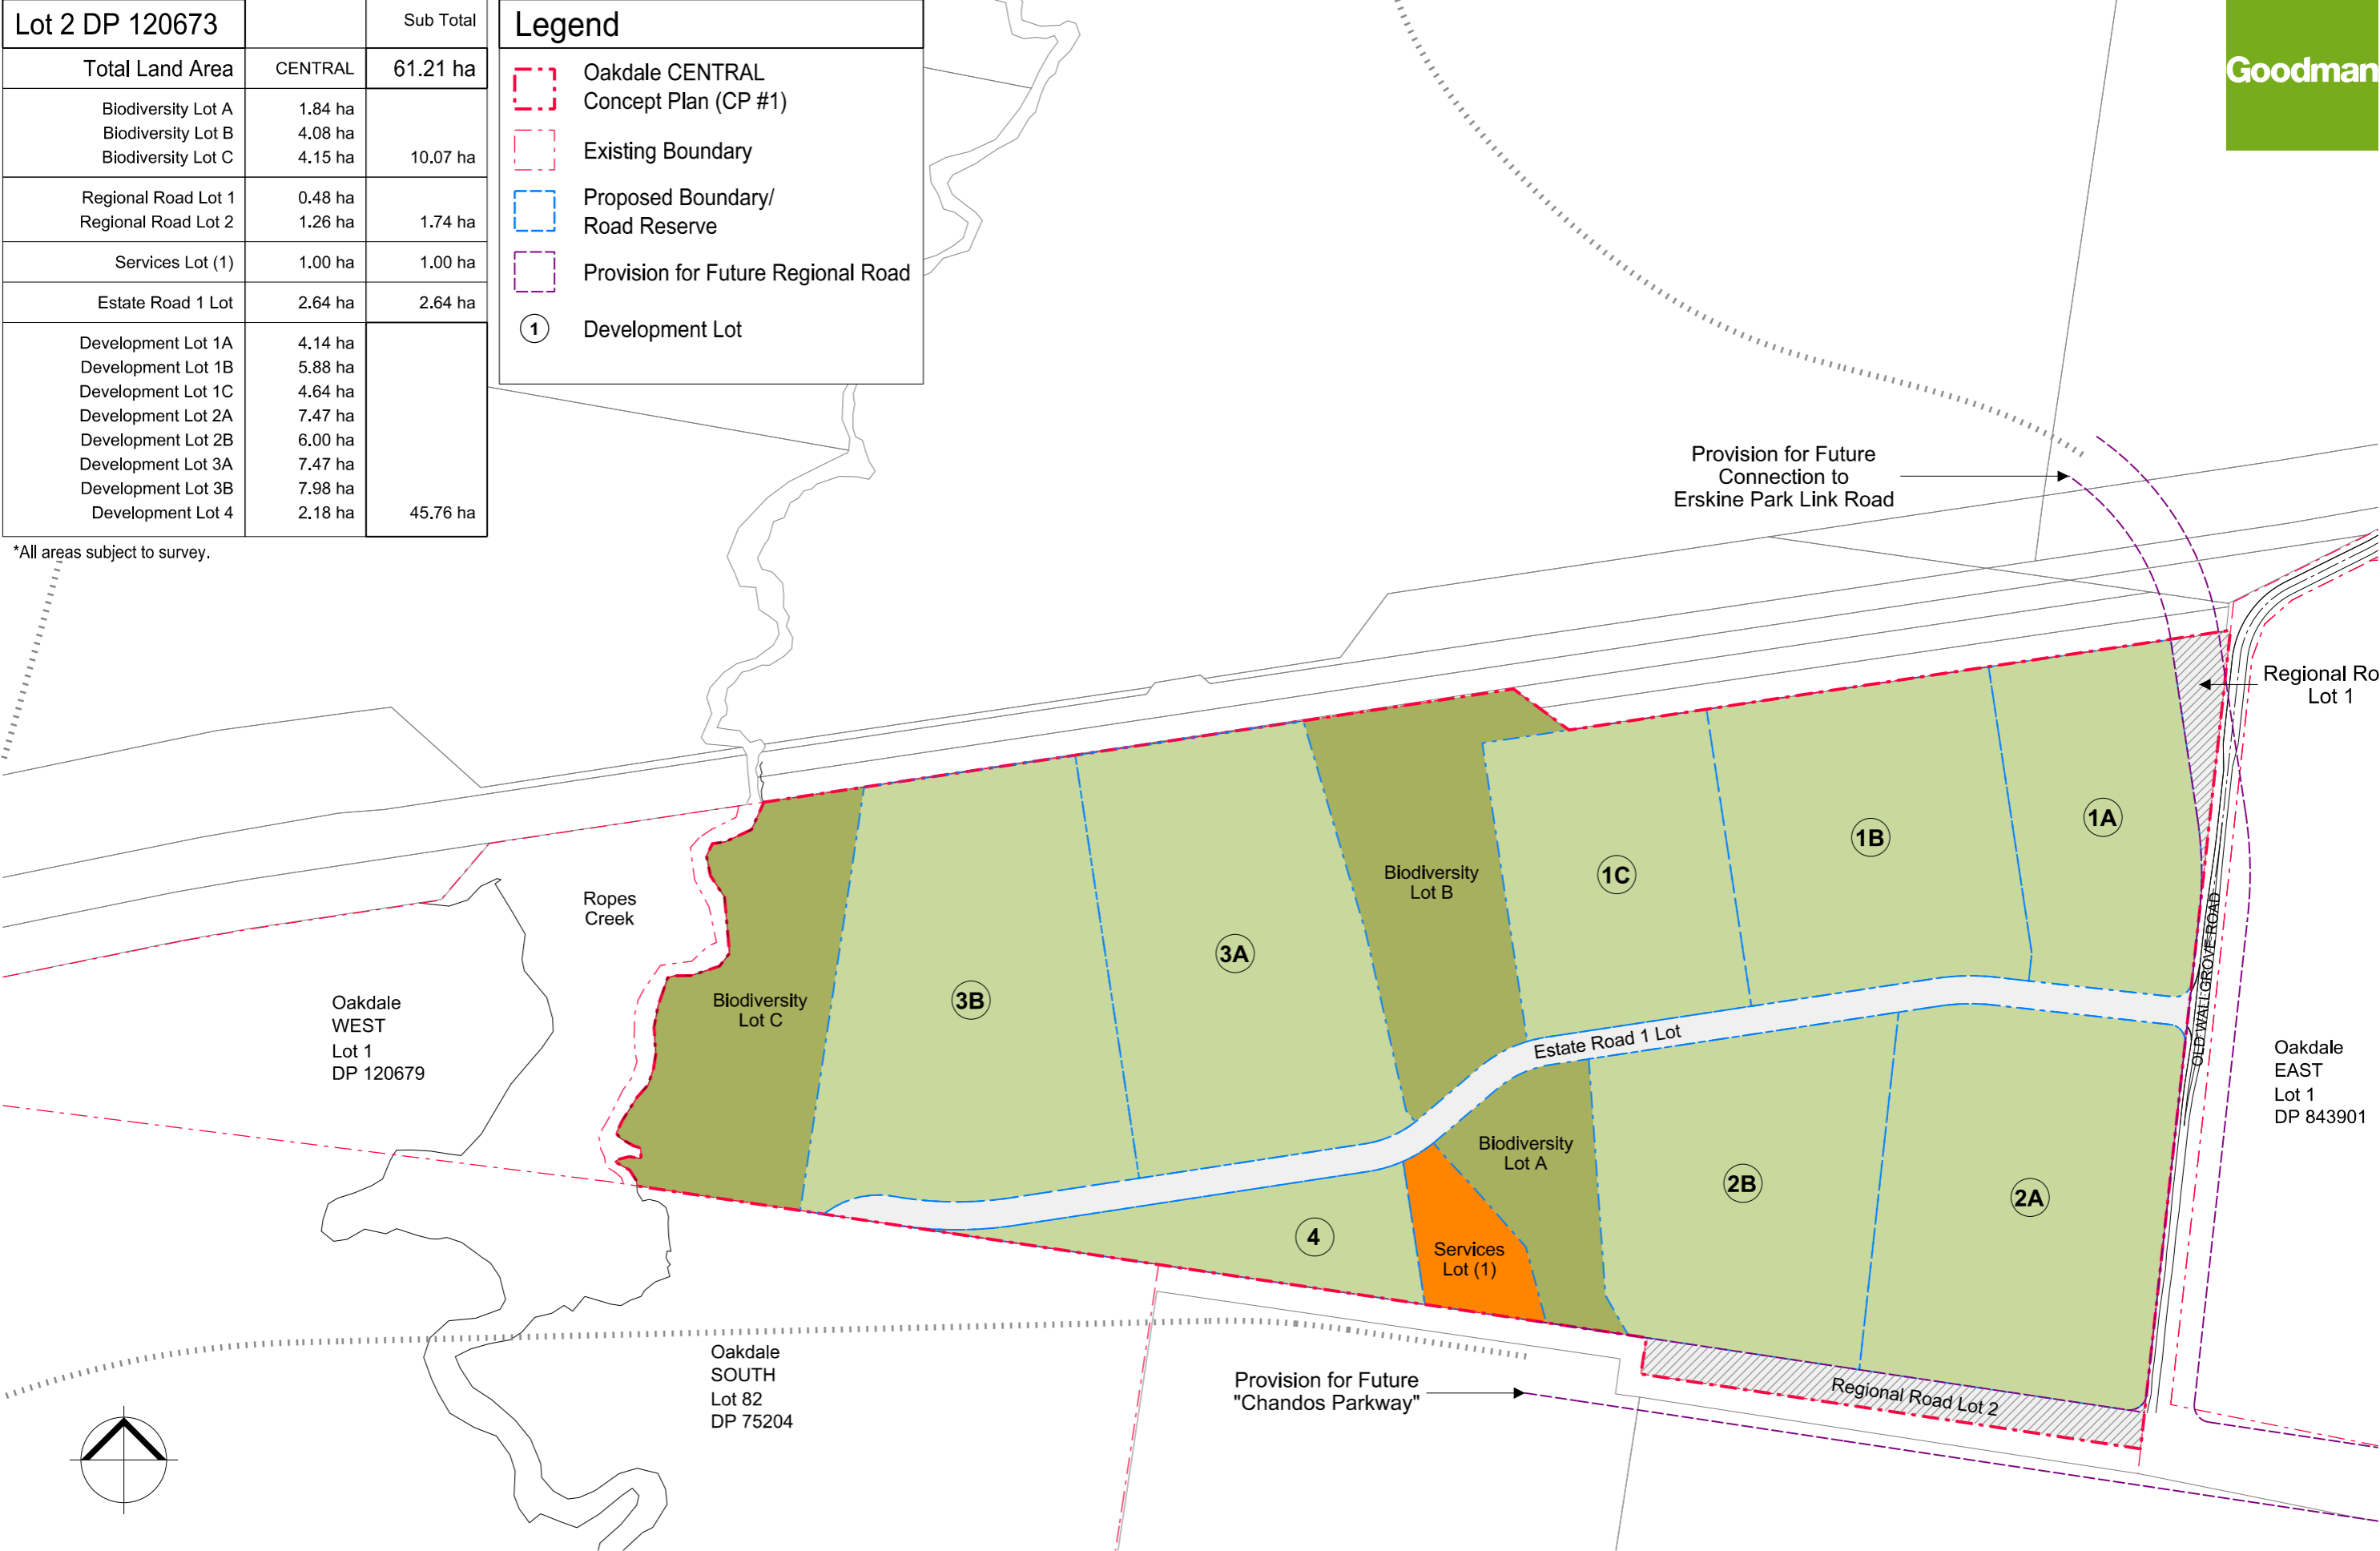 Lot 2 DP 120673 Sub Total
Total Land Area CENTRAL 61.21 ha
Biodiversity Lot A 1.84 ha
Biodiversity Lot B 4.08 ha
Biodiversity Lot C 4.15 ha 10.07 ha
Regional Road Lot 1 0.48 ha
Regional Road Lot 2 1.26 ha 1.74 ha
Services Lot (1) 1.00 ha 1.00 ha
Estate Road 1 Lot 2.64 ha 2.64 ha
Development Lot 1A 4.14 ha
Development Lot 1B 5.88 ha
Development Lot 1C 4.64 ha
Development Lot 2A 7.47 ha
Development Lot 2B 6.00 ha
Development Lot 3A 7.47 ha
Development Lot 3B 7.98 ha
Development Lot 4 2.18 ha 45.76 ha
*All areas subject to survey.
Legend
Oakdale CENTRAL
Concept Plan (CP #1)
Existing Boundary
Proposed Boundary/
Road Reserve
Provision for Future Regional Road
1 Development Lot
Goodman
Provision for Future
Connection to
Erskine Park Link Road
Regional Ro
Lot 1
1A
1B
1C
Biodiversity
Lot B
3A
3B
Biodiversity
Lot C
Ropes
Creek
Oakdale
WEST
Lot 1
DP 120679
Estate Road 1 Lot
OLD WALLGROVE ROAD
Oakdale
EAST
Lot 1
DP 843901
Biodiversity
Lot A
2B
2A
4
Services
Lot (1)
Oakdale
SOUTH
Lot 82
DP 75204
Provision for Future
"Chandos Parkway"
Regional Road Lot 2